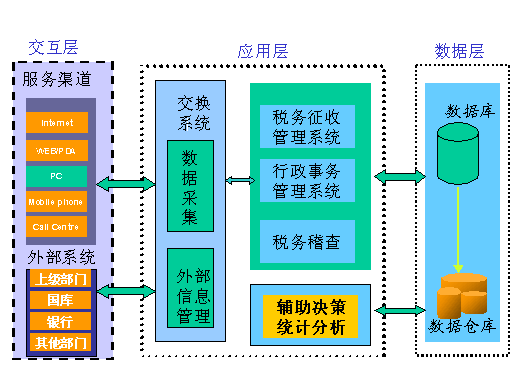 交互层
应用层
数据层
服务渠道
Internet
WEB/PDA
PC
Mobile phone
Call Centre
外部系统
上级部门
国库
银行
其他部门
交换
系统
数
据
采
集
外部
信息
管理
税务征收
管理系统
行政事务
管理系统
税务稽查
辅助决策
统计分析
数据库
数据仓库